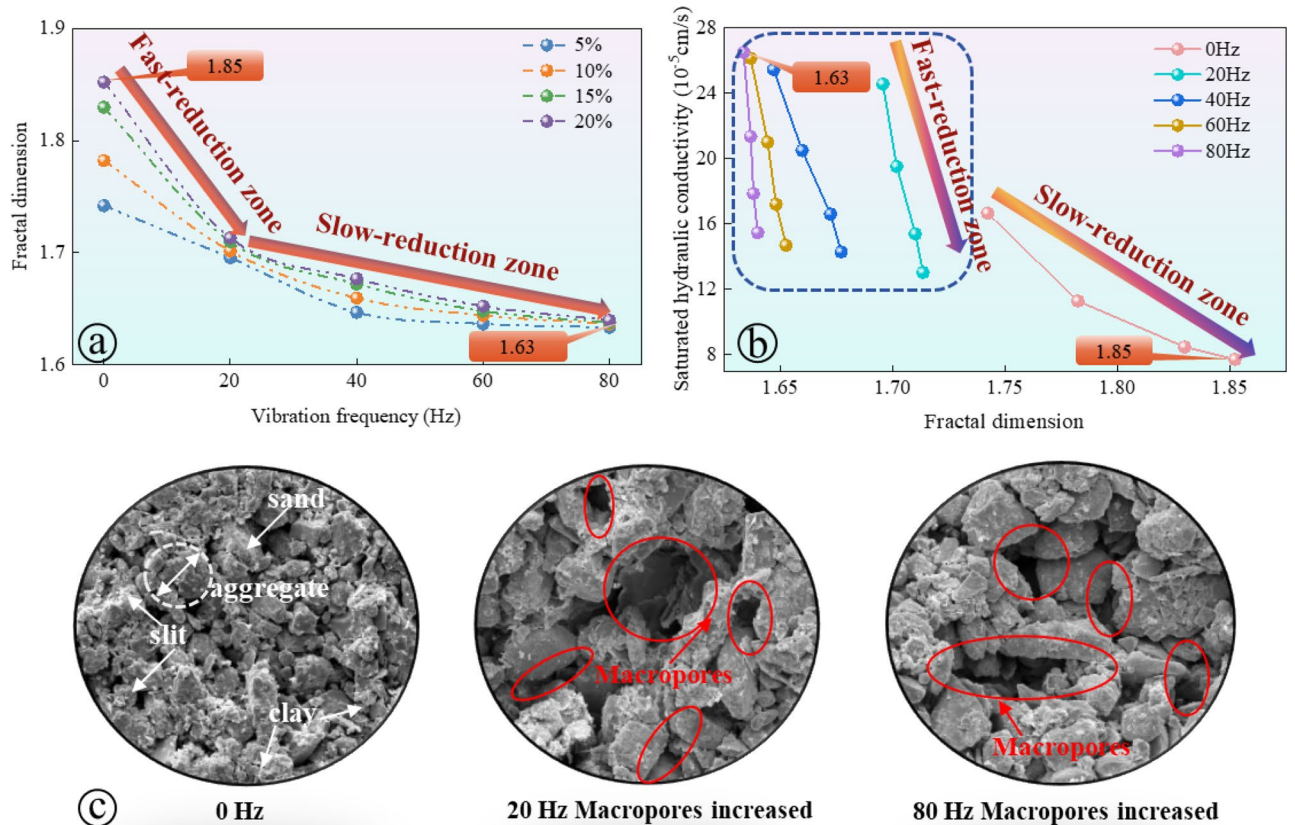 1.9
1.8
1.7
1.6
Fractal dimension
0
20
40
60
80
Vibration frequency (Hz)
Fast-reduction zone
Slow-reduction zone
1.85
1.63
5%
10%
15%
20%
a
28
24
20
16
12
8
Saturated hydraulic conductivity (10⁻⁵cm/s)
1.65
1.70
1.75
1.80
1.85
Fractal dimension
1.63
Fast-reduction zone
Slow-reduction zone
1.85
0Hz
20Hz
40Hz
60Hz
80Hz
b
sand
aggregate
slit
clay
Macropores
Macropores
c
0 Hz
20 Hz Macropores increased
80 Hz Macropores increased